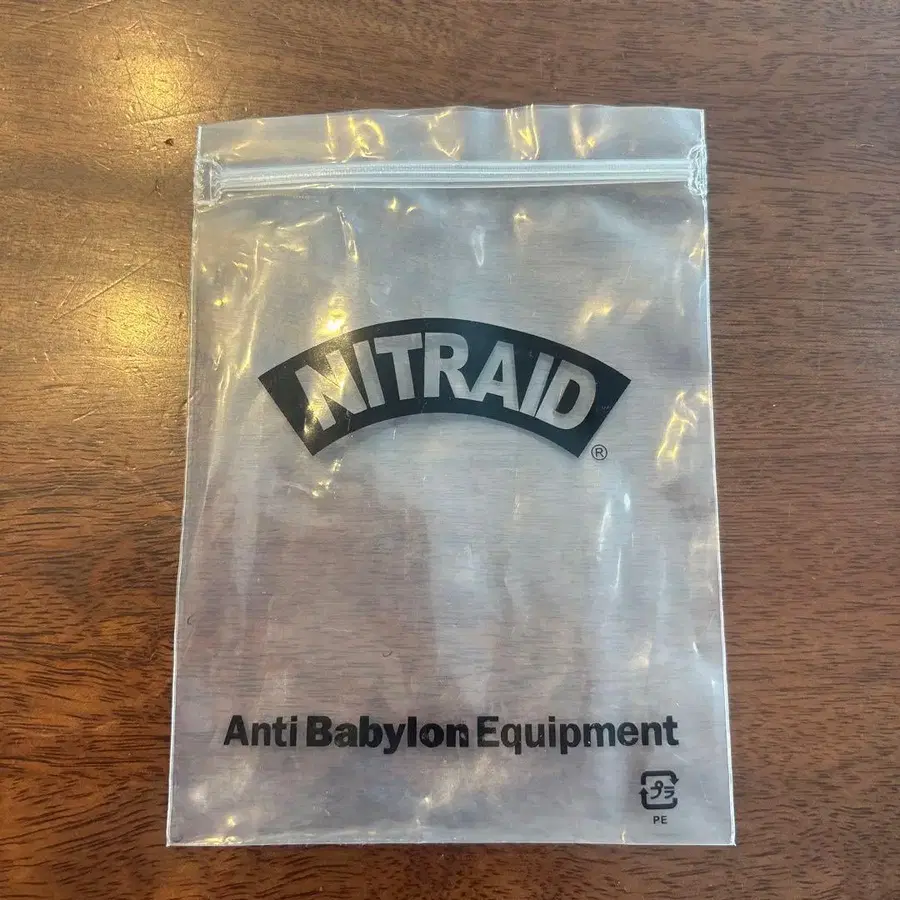 NITRAID
®
Anti Babylon Equipment
プラ
PE